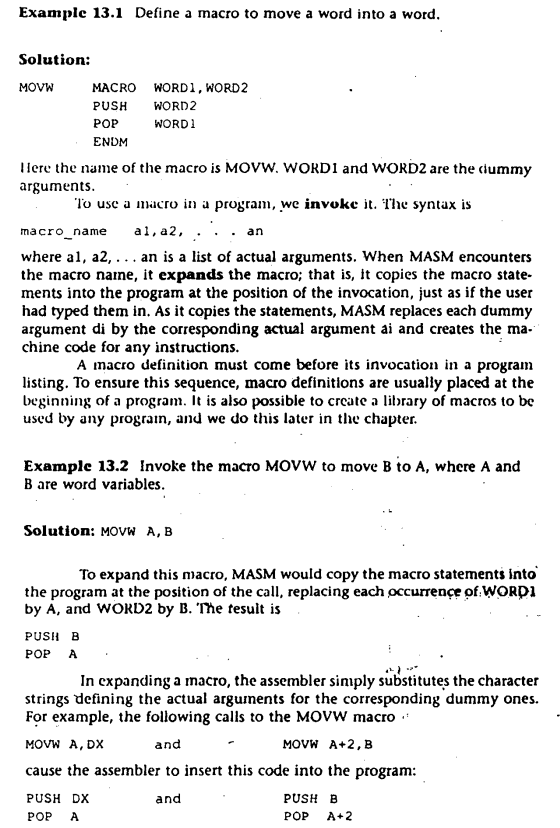 Example 13.1 Define a macro to move a word into a word.
Solution:
MOVW MACRO WORD1,WORD2
PUSH WORD2
POP WORD1
ENDM
Here the name of the macro is MOVW. WORD1 and WORD2 are the dummy
arguments.
To use a macro in a program, we invoke it. The syntax is
macro_name a1,a2, . . . an
where a1, a2, . . . an is a list of actual arguments. When MASM encounters
the macro name, it expands the macro; that is, it copies the macro state-
ments into the program at the position of the invocation, just as if the user
had typed them in. As it copies the statements, MASM replaces each dummy
argument di by the corresponding actual argument ai and creates the ma-
chine code for any instructions.
A macro definition must come before its invocation in a program
listing. To ensure this sequence, macro definitions are usually placed at the
beginning of a program. It is also possible to create a library of macros to be
used by any program, and we do this later in the chapter.
Example 13.2 Invoke the macro MOVW to move B to A, where A and
B are word variables.
Solution: MOVW A,B
To expand this macro, MASM would copy the macro statements into
the program at the position of the call, replacing each occurrence of WORD1
by A, and WORD2 by B. The result is
PUSH B
POP A
In expanding a macro, the assembler simply substitutes the character
strings defining the actual arguments for the corresponding dummy ones.
For example, the following calls to the MOVW macro
MOVW A,DX and MOVW A+2,B
cause the assembler to insert this code into the program:
PUSH DX and PUSH B
POP A POP A+2